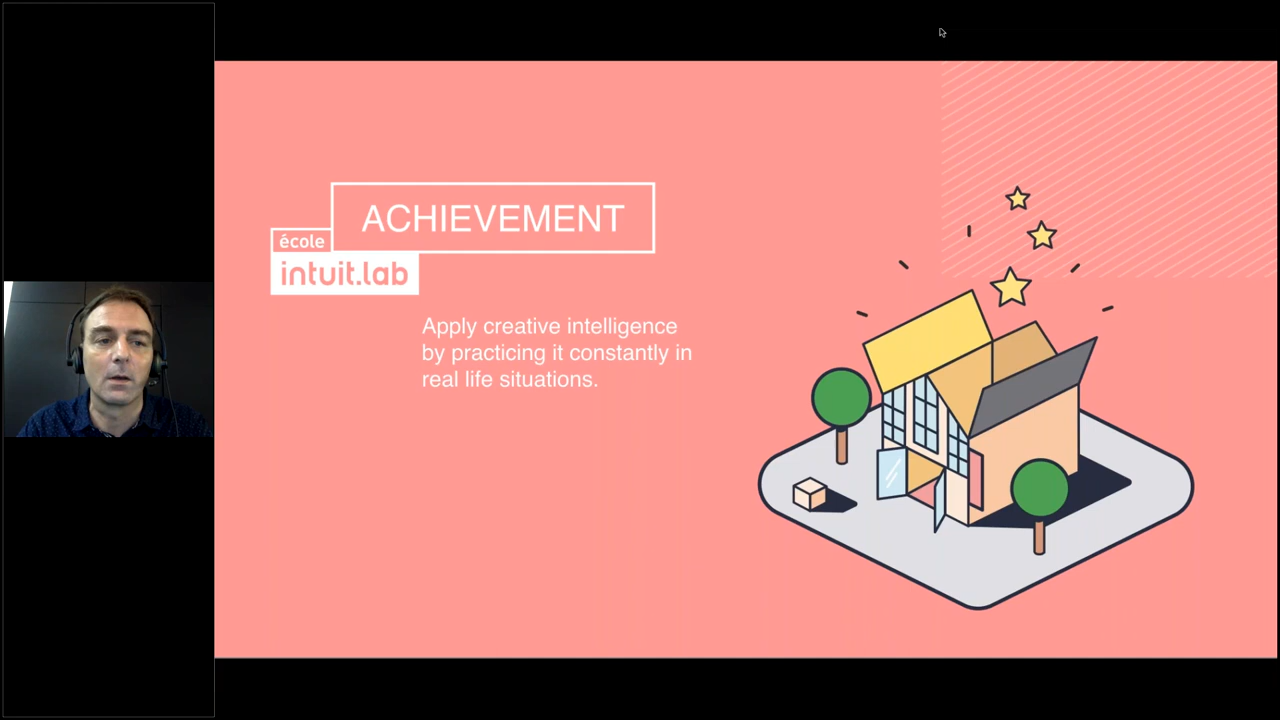 ACHIEVEMENT
école
intuit.lab
Apply creative intelligence
by practicing it constantly in
real life situations.